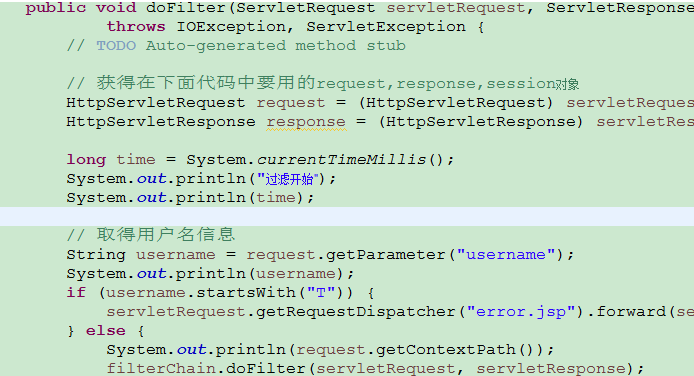 public void doFilter(ServletRequest servletRequest, ServletResponse
throws IOException, ServletException {
// TODO Auto-generated method stub
// 获得在下面代码中要用的request,response,session对象
HttpServletRequest request = (HttpServletRequest) servletReques
HttpServletResponse response = (HttpServletResponse) servletRes
long time = System.currentTimeMillis();
System.out.println("过滤开始");
System.out.println(time);
// 取得用户名信息
String username = request.getParameter("username");
System.out.println(username);
if (username.startsWith("T")) {
servletRequest.getRequestDispatcher("error.jsp").forward(se
} else {
System.out.println(request.getContextPath());
filterChain.doFilter(servletRequest, servletResponse);